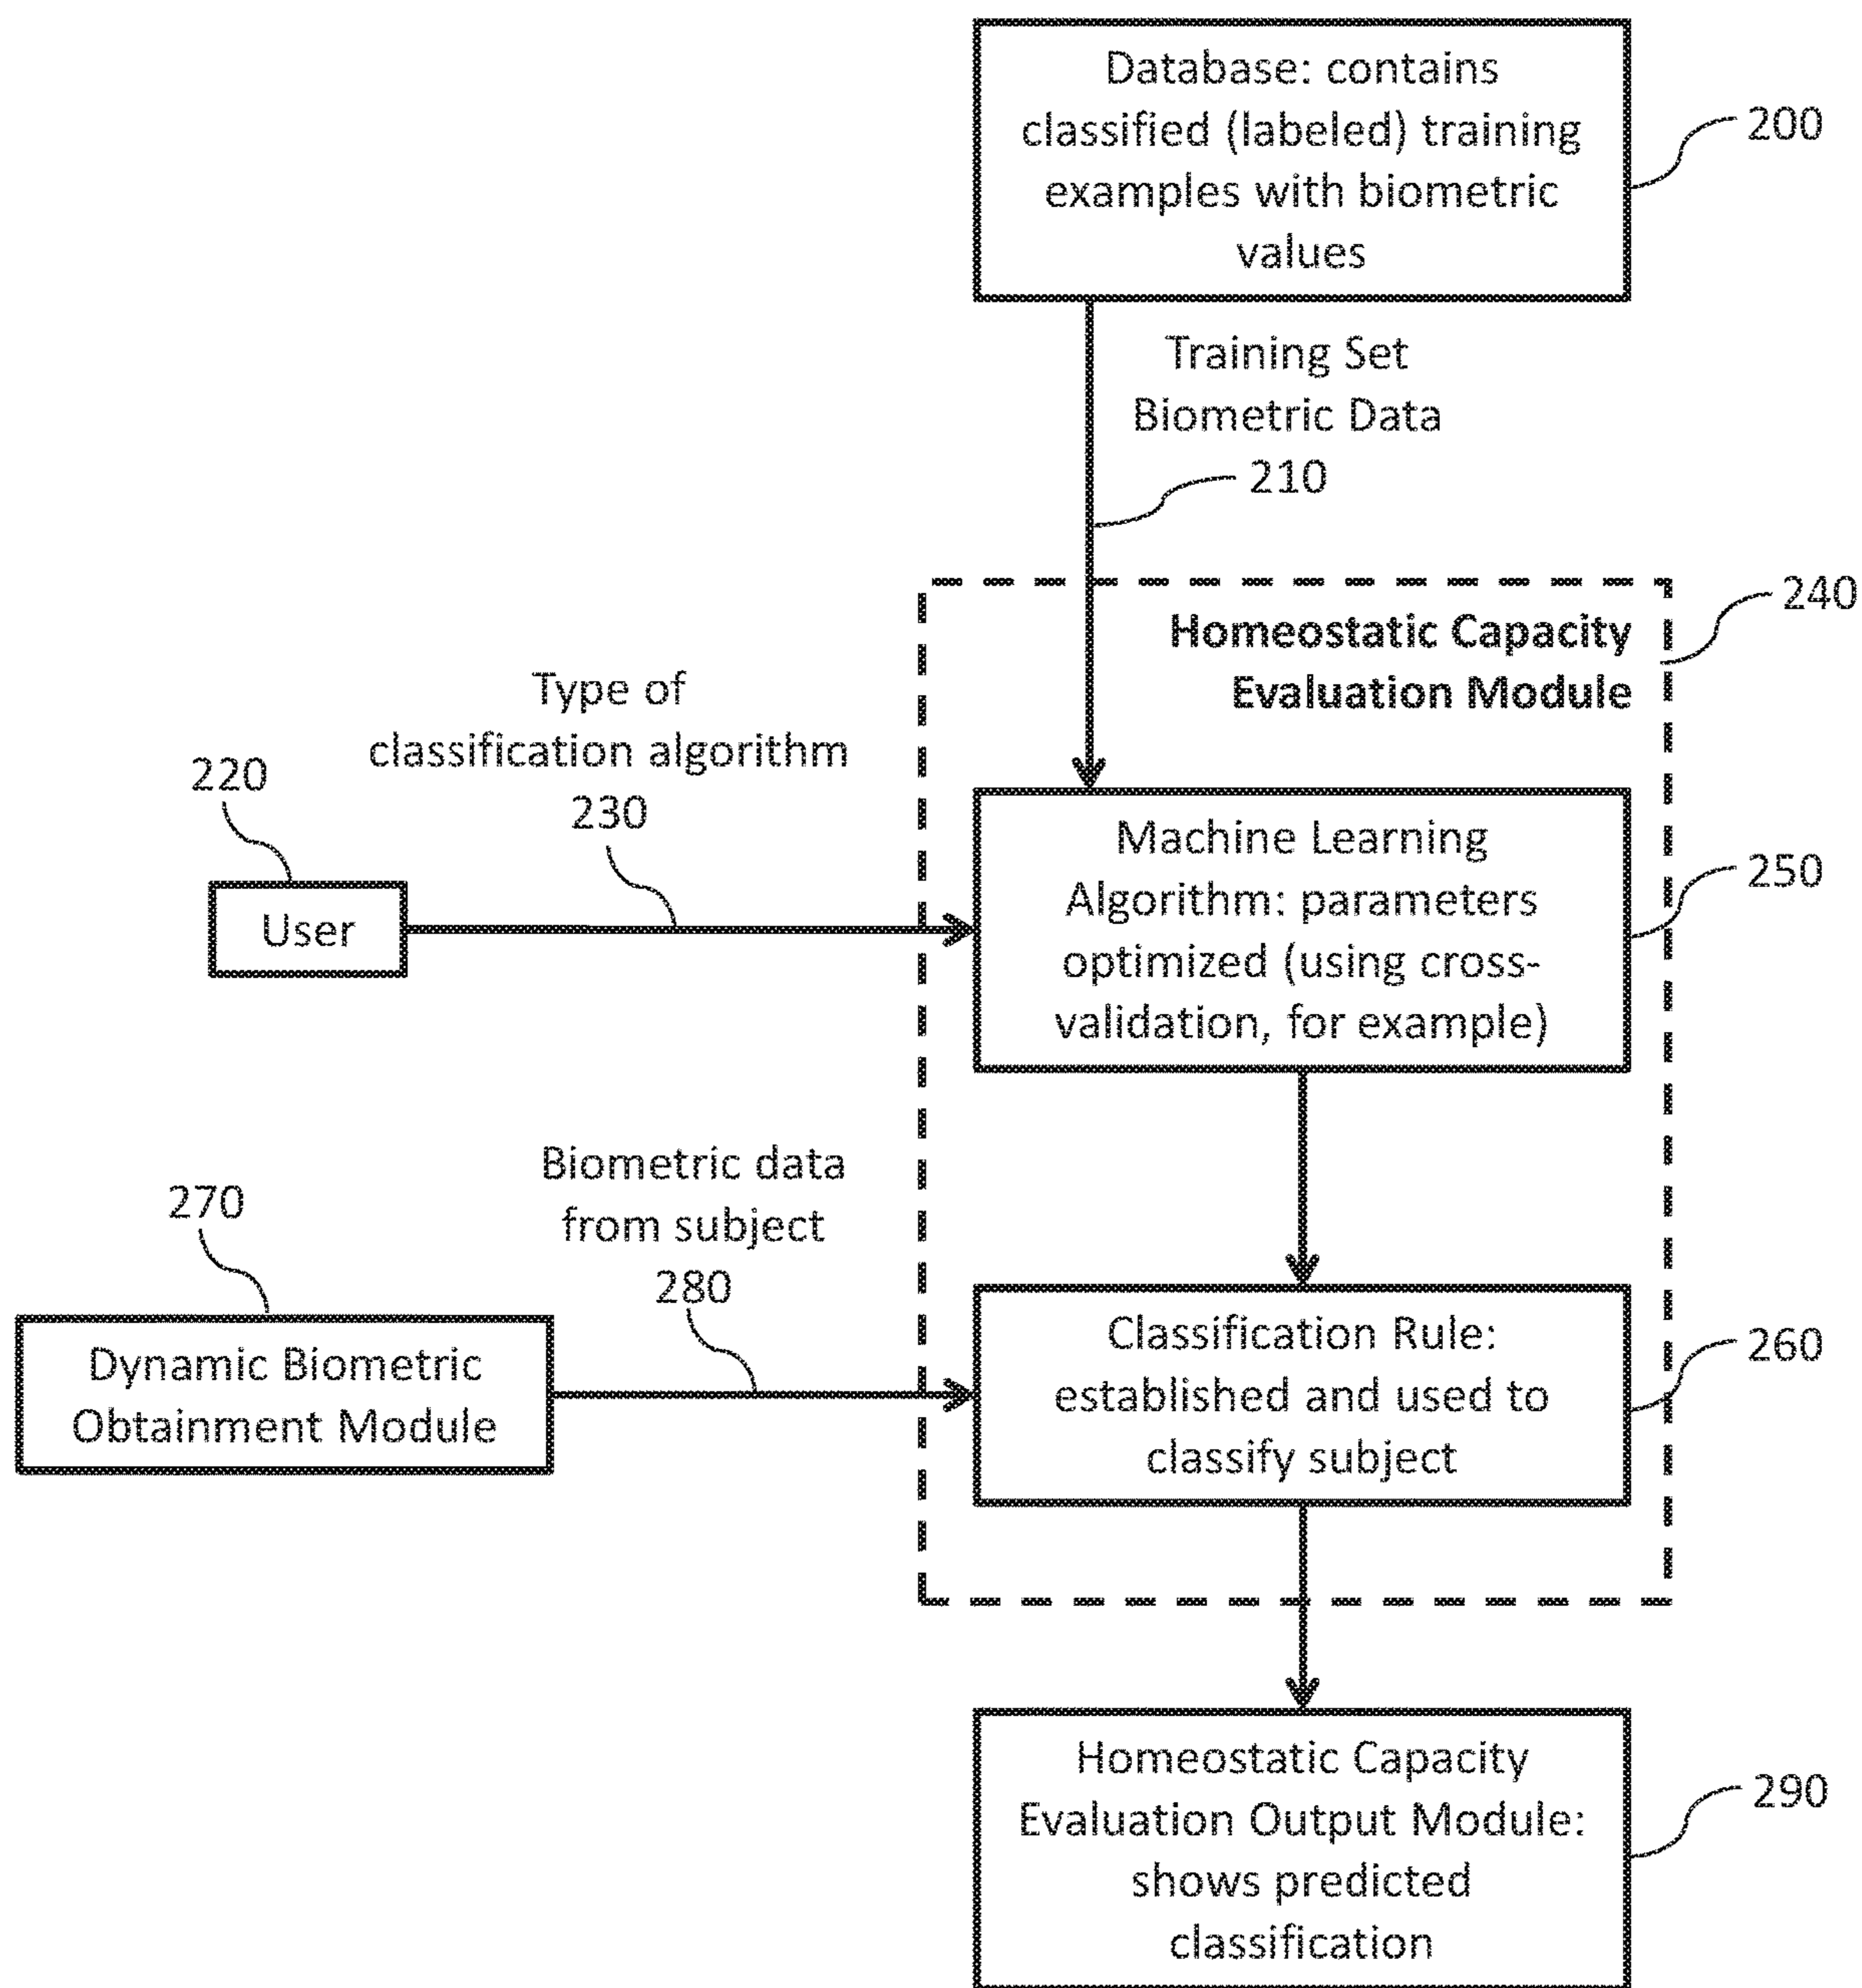 Database: contains
classified (labeled) training
examples with biometric
values
200
Training Set
Biometric Data
210
240
Homeostatic Capacity
Evaluation Module
Type of
classification algorithm
230
220
User
Machine Learning
Algorithm: parameters
optimized (using cross-
validation, for example)
250
Biometric data
from subject
280
270
Dynamic Biometric
Obtainment Module
Classification Rule:
established and used to
classify subject
260
Homeostatic Capacity
Evaluation Output Module:
shows predicted
classification
290